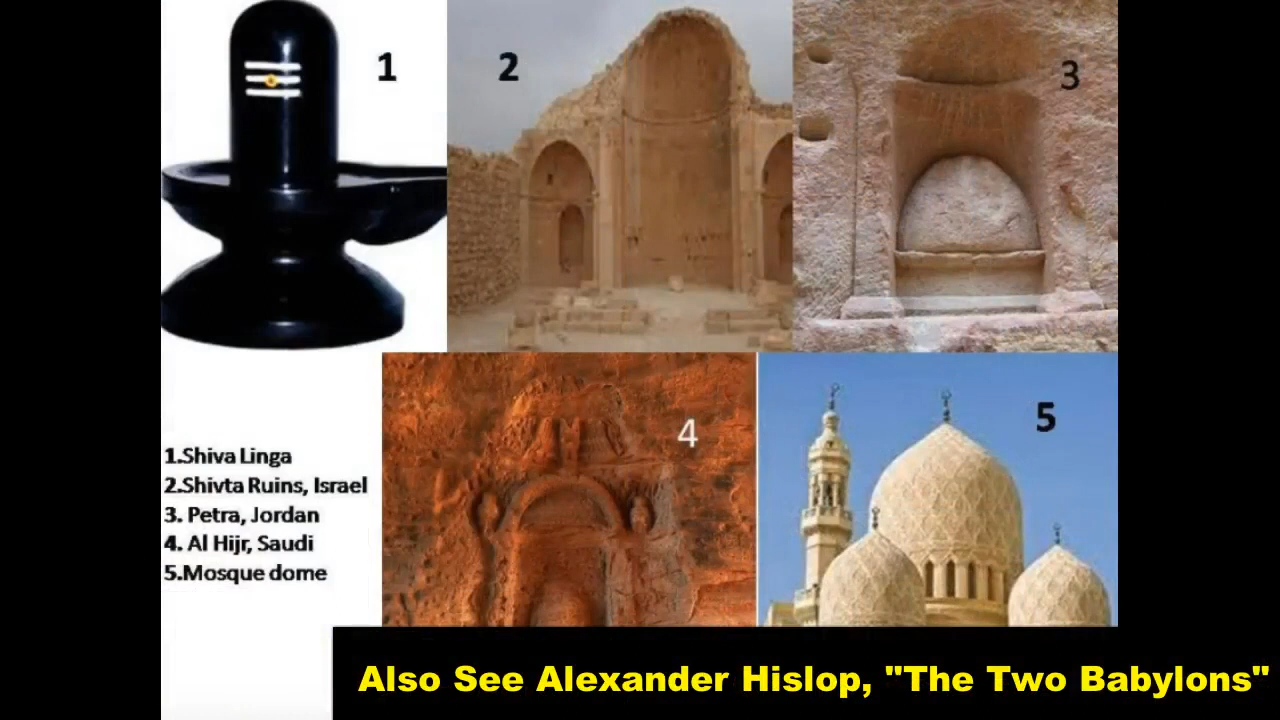 1
2
3
4
5
1.Shiva Linga
2.Shivta Ruins, Israel
3. Petra, Jordan
4. Al Hijr, Saudi
5.Mosque dome
Also See Alexander Hislop, "The Two Babylons"